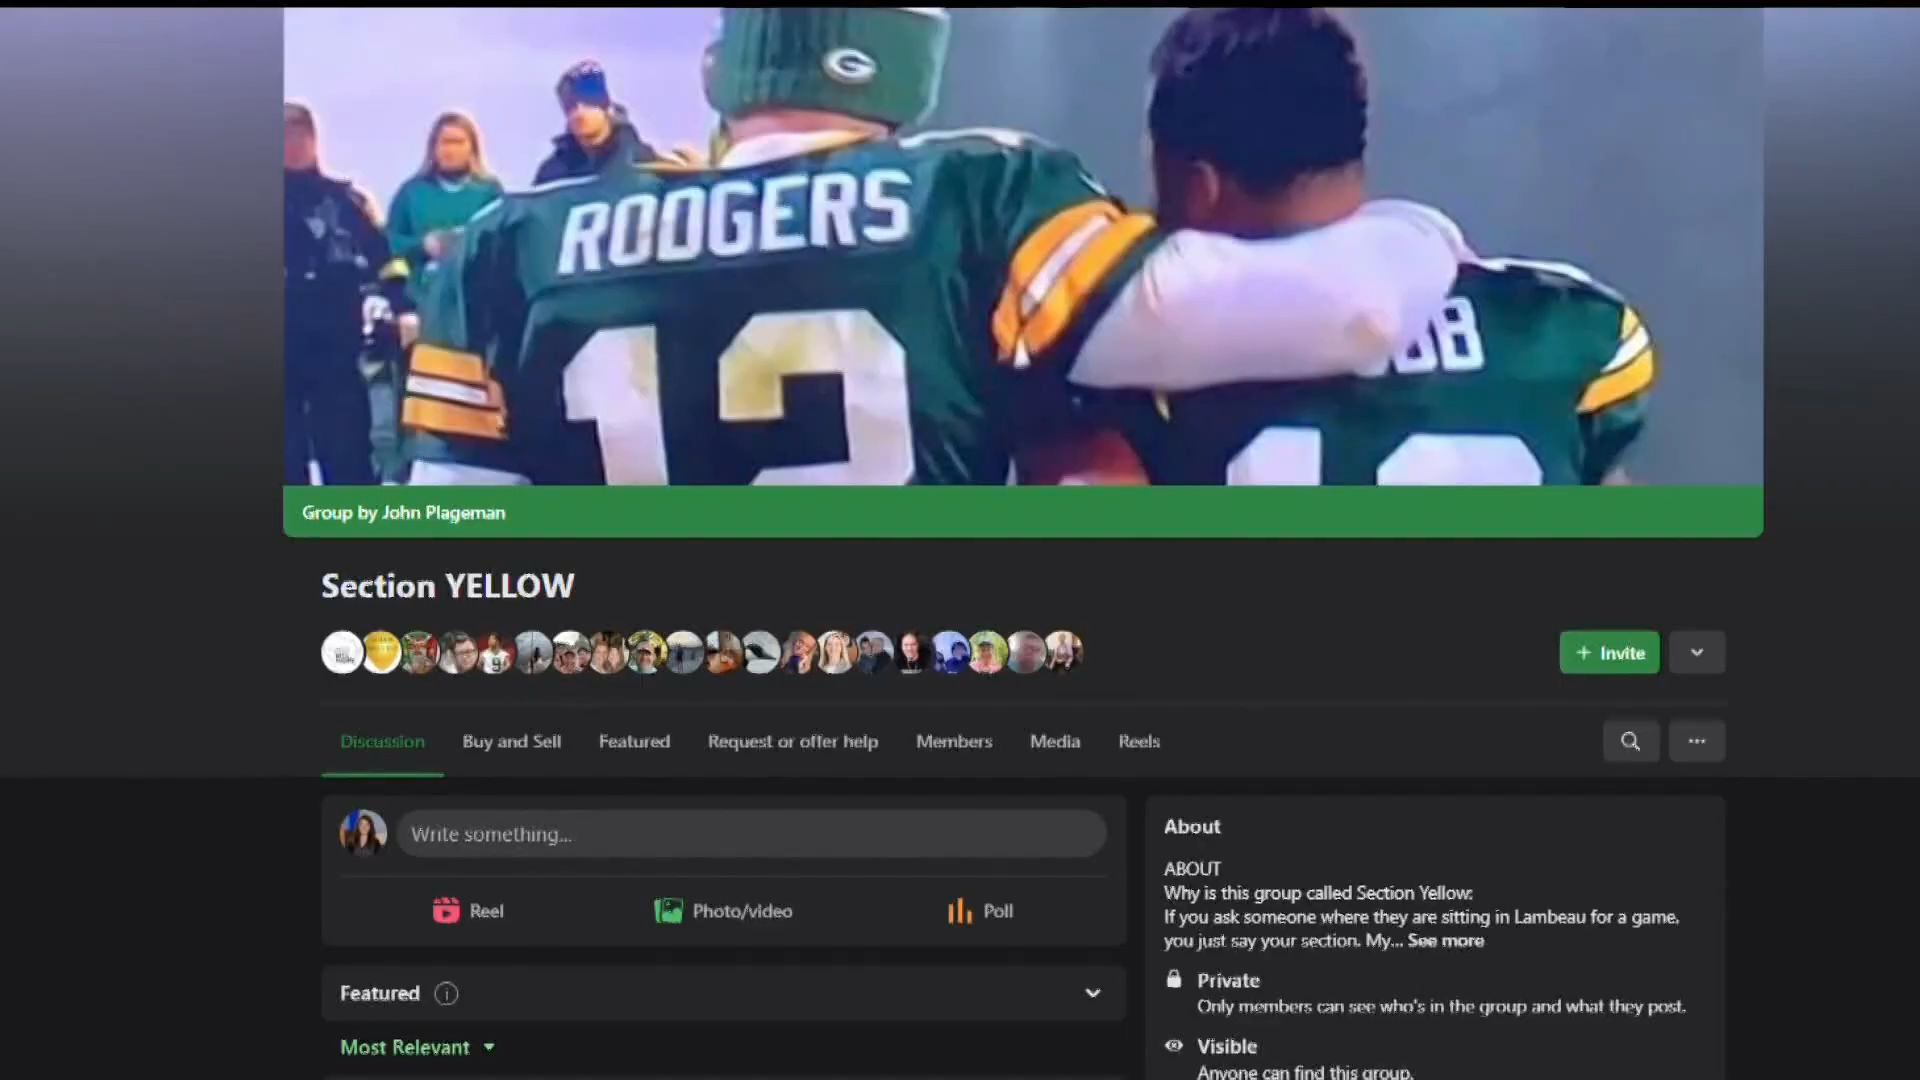 G
RODGERS
12
BB
18
Group by John Plageman
Section YELLOW
+ Invite
Discussion Buy and Sell Featured Request or offer help Members Media Reels
Write something...
Reel Photo/video Poll
Featured
Most Relevant
About
ABOUT
Why is this group called Section Yellow:
If you ask someone where they are sitting in Lambeau for a game,
you just say your section. My... See more
Private
Only members can see who's in the group and what they post.
Visible
Anyone can find this group.